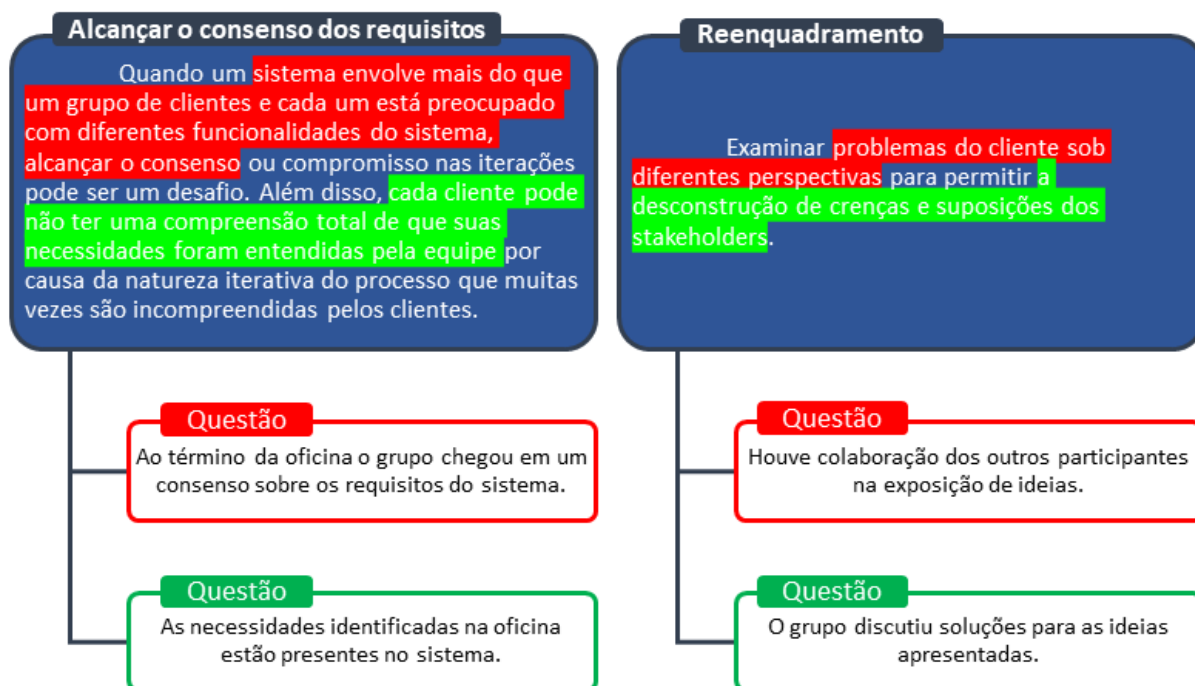 Alcançar o consenso dos requisitos
Quando um sistema envolve mais do que
um grupo de clientes e cada um está preocupado
com diferentes funcionalidades do sistema,
alcançar o consenso ou compromisso nas iterações
pode ser um desafio. Além disso, cada cliente pode
não ter uma compreensão total de que suas
necessidades foram entendidas pela equipe por
causa da natureza iterativa do processo que muitas
vezes são incompreendidas pelos clientes.
Questão
Ao término da oficina o grupo chegou em um
consenso sobre os requisitos do sistema.
Questão
As necessidades identificadas na oficina
estão presentes no sistema.
Reenquadramento
Examinar problemas do cliente sob
diferentes perspectivas para permitir a
desconstrução de crenças e suposições dos
stakeholders.
Questão
Houve colaboração dos outros participantes
na exposição de ideias.
Questão
O grupo discutiu soluções para as ideias
apresentadas.